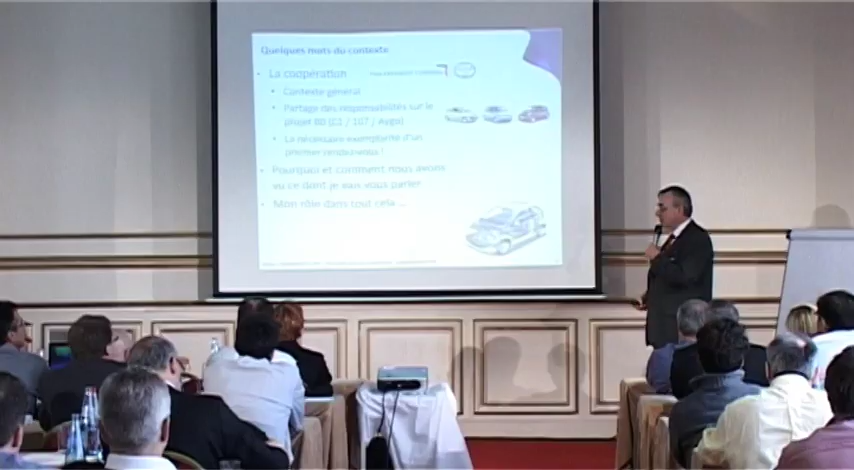 Quelques mots du contexte
• La coopération
• Contexte général
• Partage des responsabilités sur le
projet B0 (C1 / 107 / Aygo)
• La nécessaire exemplarité d'un
premier rendez-vous !
• Pourquoi et comment nous avons
vu ce dont je vais vous parler
• Mon rôle dans tout cela ...